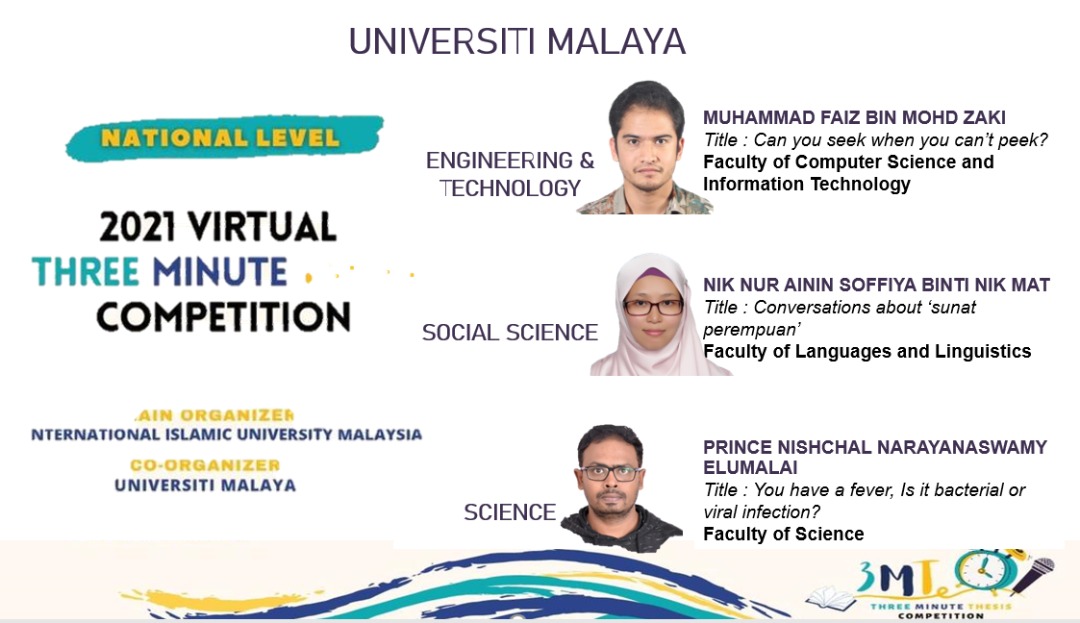 UNIVERSITI MALAYA
NATIONAL LEVEL
2021 VIRTUAL
THREE MINUTE
COMPETITION
AIN ORGANIZER
NTERNATIONAL ISLAMIC UNIVERSITY MALAYSIA
CO-ORGANIZER
UNIVERSITI MALAYA
ENGINEERING &
TECHNOLOGY
MUHAMMAD FAIZ BIN MOHD ZAKI
Title : Can you seek when you can’t peek?
Faculty of Computer Science and
Information Technology
SOCIAL SCIENCE
NIK NUR AININ SOFFIYA BINTI NIK MAT
Title : Conversations about ‘sunat
perempuan’
Faculty of Languages and Linguistics
SCIENCE
PRINCE NISHCHAL NARAYANASWAMY
ELUMALAI
Title : You have a fever, Is it bacterial or
viral infection?
Faculty of Science
3MT
THREE MINUTE THESIS
COMPETITION